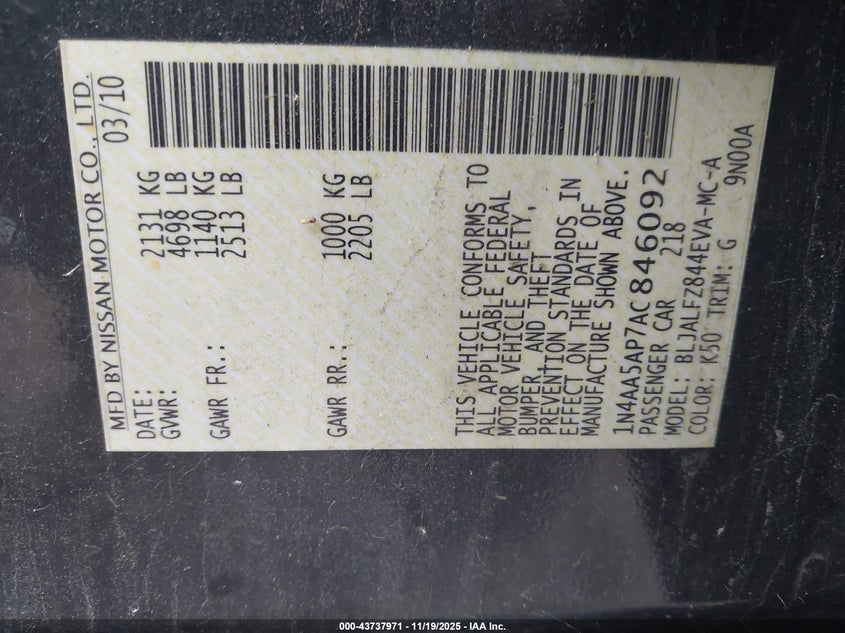 MFD BY NISSAN MOTOR CO., LTD.
DATE: 03/10
GVWR: 2131 KG
4698 LB
GAWR FR.: 1140 KG
2513 LB
GAWR RR.: 1000 KG
2205 LB
THIS VEHICLE CONFORMS TO
ALL APPLICABLE FEDERAL
MOTOR VEHICLE SAFETY,
BUMPER, AND THEFT
PREVENTION STANDARDS IN
EFFECT ON THE DATE OF
MANUFACTURE SHOWN ABOVE.
1N4AA5AP7AC846092
PASSENGER CAR 218
MODEL: BLJALFZ844EVA-MC-A
COLOR: K50 TRIM: G 9N00A
000-43737971 - 11/19/2025 - IAA Inc.